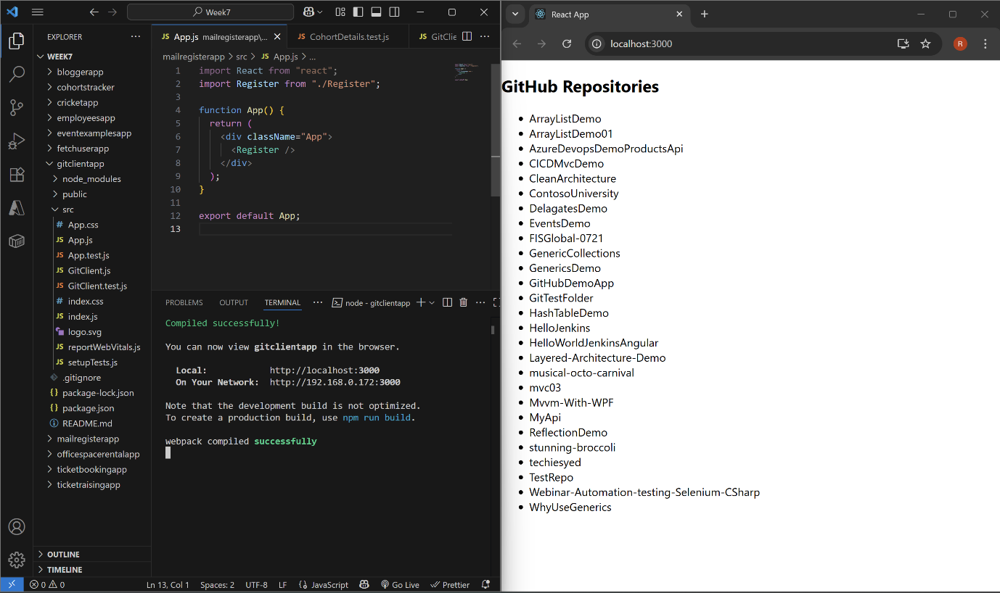 Week7
EXPLORER
WEEK7
bloggerapp
cohortstracker
cricketapp
employeesapp
eventexamplesapp
fetchuserapp
gitclientapp
node_modules
public
src
# App.css
JS App.js
JS App.test.js
JS GitClient.js
JS GitClient.test.js
# index.css
JS index.js
logo.svg
JS reportWebVitals.js
JS setupTests.js
.gitignore
{} package-lock.json
{} package.json
README.md
mailregisterapp
officespacerentalapp
ticketbookingapp
ticketraisingapp
OUTLINE
TIMELINE
JS App.js mailregisterapp\...
JS CohortDetails.test.js
JS GitClie
mailregisterapp > src > JS App.js > ...
1 import React from "react";
2 import Register from "./Register";
3
4 function App() {
5 return (
6 <div className="App">
7 <Register />
8 </div>
9 );
10 }
11
12 export default App;
13
PROBLEMS OUTPUT TERMINAL ... node - gitclientapp
Compiled successfully!
You can now view gitclientapp in the browser.
Local: http://localhost:3000
On Your Network: http://192.168.0.172:3000
Note that the development build is not optimized.
To create a production build, use npm run build.
webpack compiled successfully
0 0 Ln 13, Col 1 Spaces: 2 UTF-8 LF {} JavaScript Go Live Prettier
React App
localhost:3000
R
GitHub Repositories
ArrayListDemo
ArrayListDemo01
AzureDevopsDemoProductsApi
CICDMvcDemo
CleanArchitecture
ContosoUniversity
DelagatesDemo
EventsDemo
FISGlobal-0721
GenericCollections
GenericsDemo
GitHubDemoApp
GitTestFolder
HashTableDemo
HelloJenkins
HelloWorldJenkinsAngular
Layered-Architecture-Demo
musical-octo-carnival
mvc03
Mvvm-With-WPF
MyApi
ReflectionDemo
stunning-broccoli
techiesyed
TestRepo
Webinar-Automation-testing-Selenium-CSharp
WhyUseGenerics